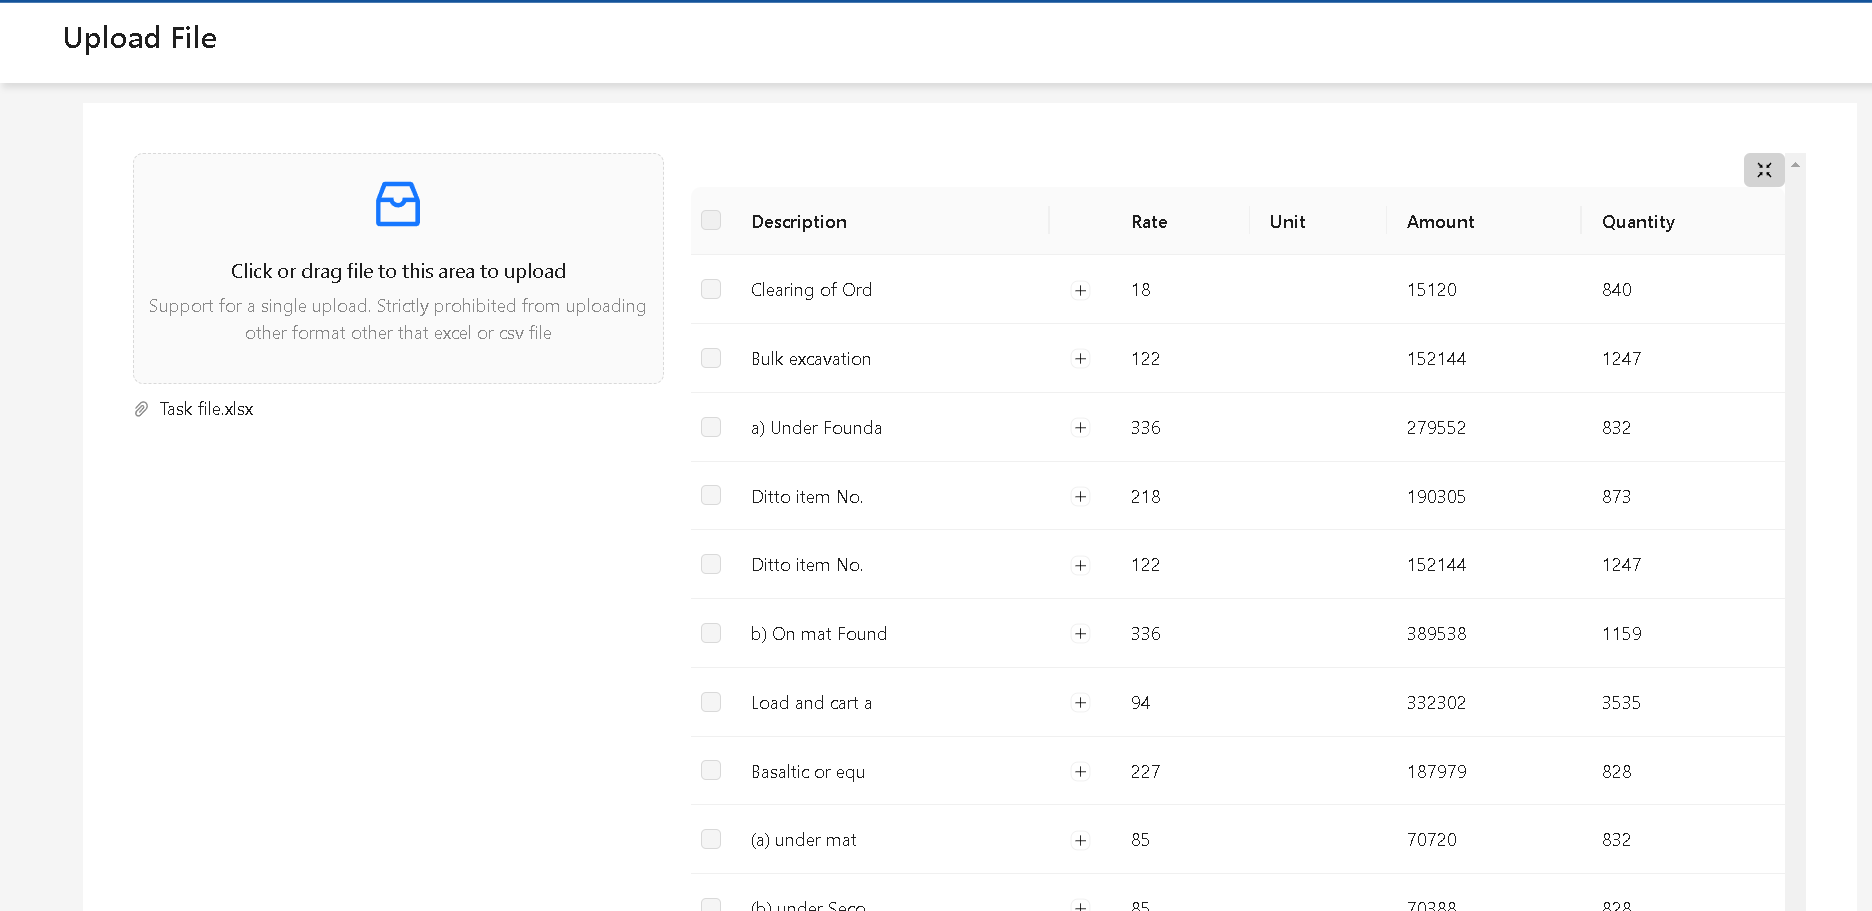 Upload File
Click or drag file to this area to upload
Support for a single upload. Strictly prohibited from uploading
other format other that excel or csv file
Task file.xlsx
Description Rate Unit Amount Quantity
Clearing of Ord + 18 15120 840
Bulk excavation + 122 152144 1247
a) Under Founda + 336 279552 832
Ditto item No. + 218 190305 873
Ditto item No. + 122 152144 1247
b) On mat Found + 336 389538 1159
Load and cart a + 94 332302 3535
Basaltic or equ + 227 187979 828
(a) under mat + 85 70720 832
(b) under Seco + 85 70388 828